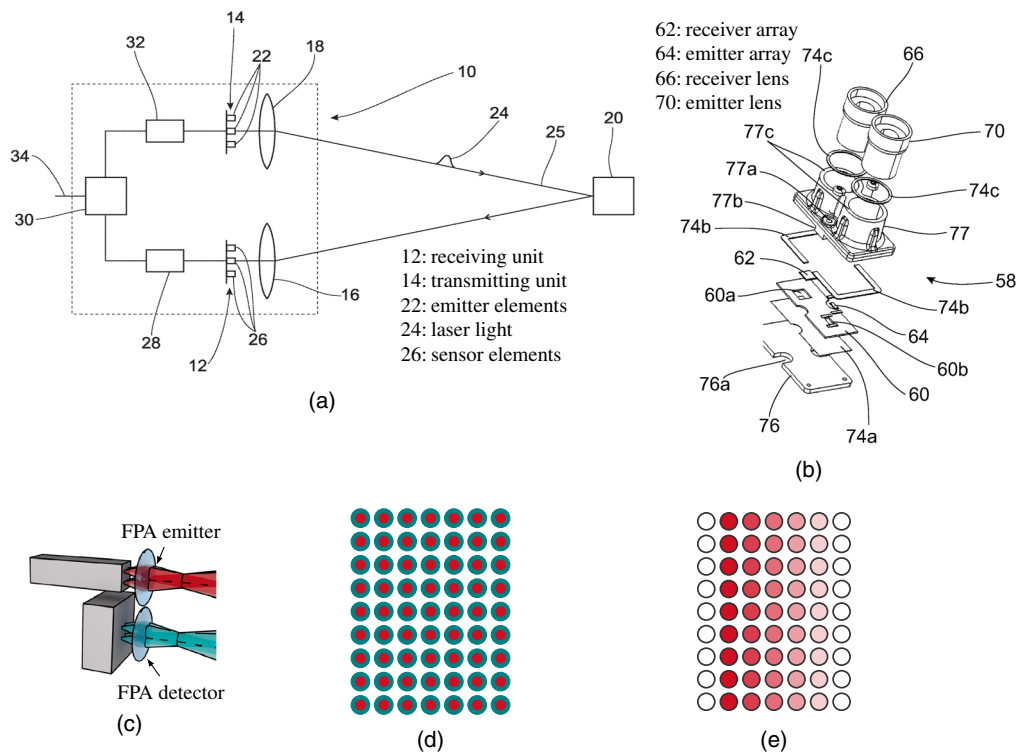 14
32
22
18
10
24
25
20
34
30
28
12
26
16
12: receiving unit
14: transmitting unit
22: emitter elements
24: laser light
26: sensor elements
(a)
62: receiver array
64: emitter array
66: receiver lens
70: emitter lens
74c
66
70
77c
77a
77b
74b
74c
77
62
60a
58
74b
64
60b
60
76a
76
74a
(b)
FPA emitter
FPA detector
(c)
(d)
(e)